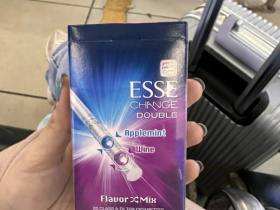 ESSE
CHANGE
DOUBLE
Applemint
Wine
Flavor Mix